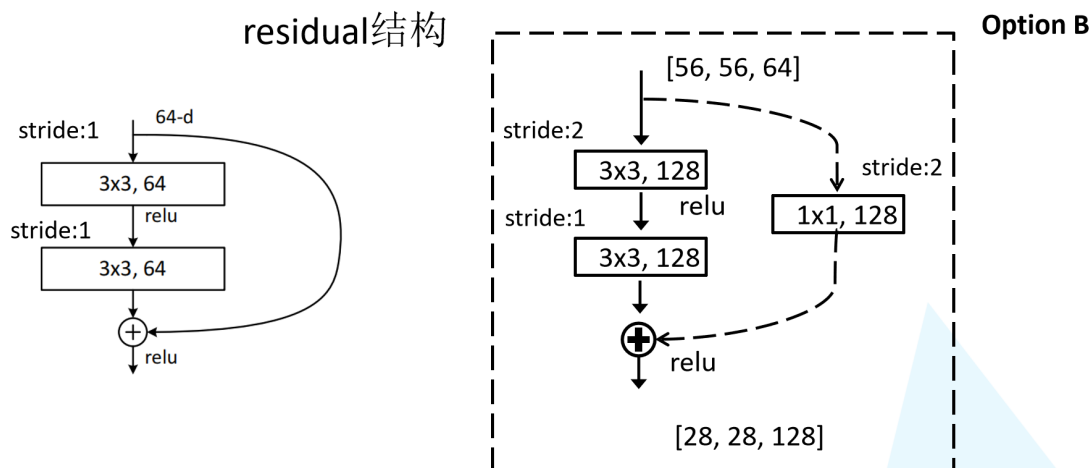 residual结构
64-d
stride:1
3x3, 64
relu
stride:1
3x3, 64
relu
Option B
[56, 56, 64]
stride:2
3x3, 128
relu
stride:2
1x1, 128
stride:1
3x3, 128
relu
[28, 28, 128]